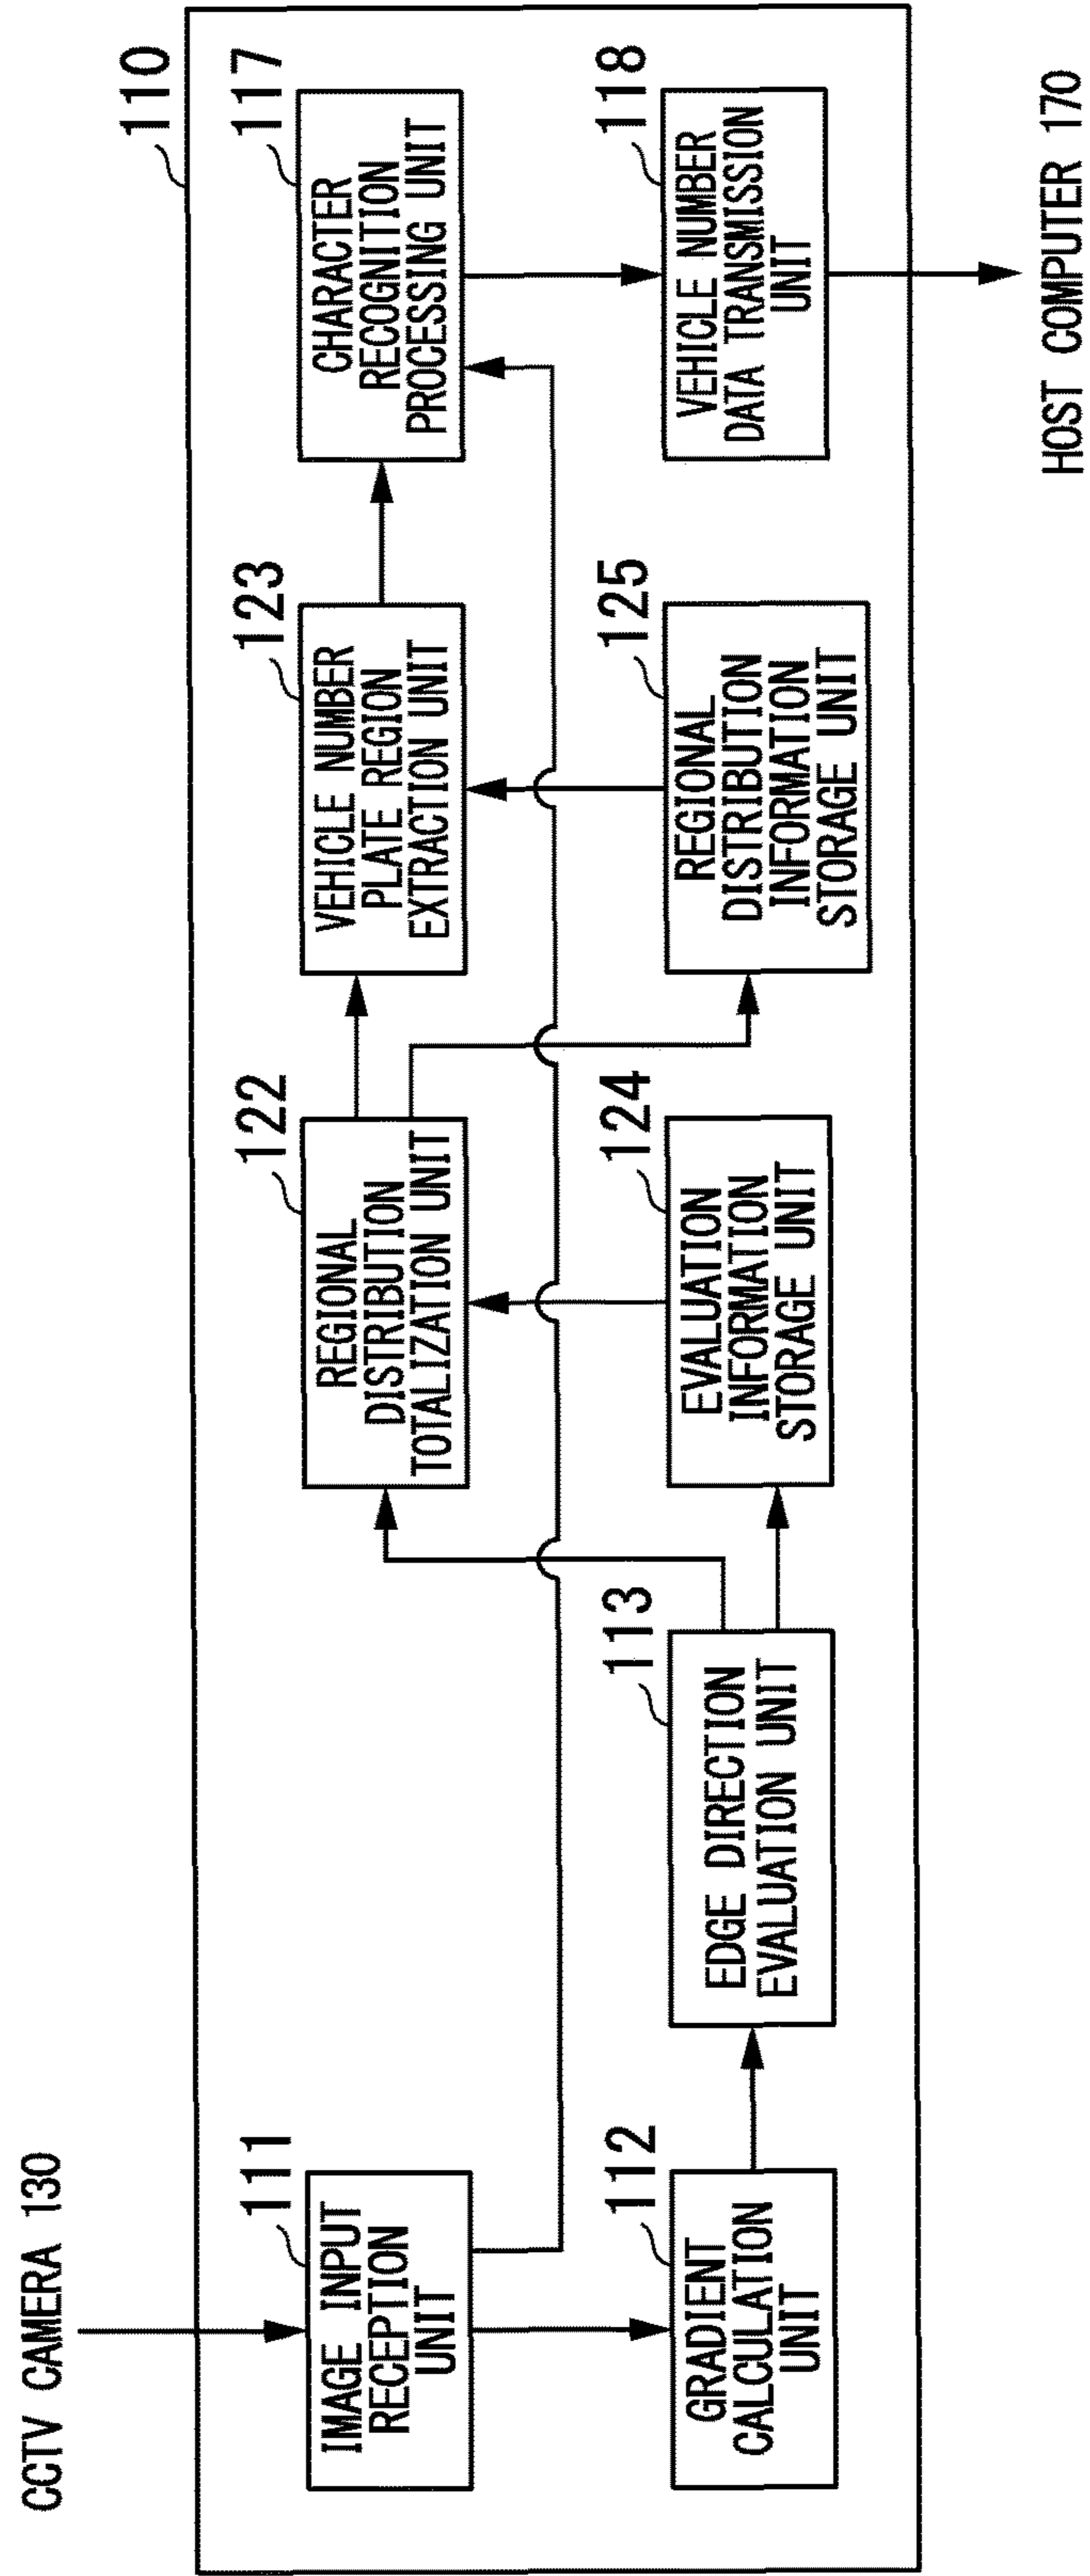 CCTV CAMERA 130
110
111
IMAGE INPUT
RECEPTION
UNIT
122
REGIONAL
DISTRIBUTION
TOTALIZATION UNIT
123
VEHICLE NUMBER
PLATE REGION
EXTRACTION UNIT
117
CHARACTER
RECOGNITION
PROCESSING UNIT
112
GRADIENT
CALCULATION
UNIT
113
EDGE DIRECTION
EVALUATION UNIT
124
EVALUATION
INFORMATION
STORAGE UNIT
125
REGIONAL
DISTRIBUTION
INFORMATION
STORAGE UNIT
118
VEHICLE NUMBER
DATA TRANSMISSION
UNIT
HOST COMPUTER 170